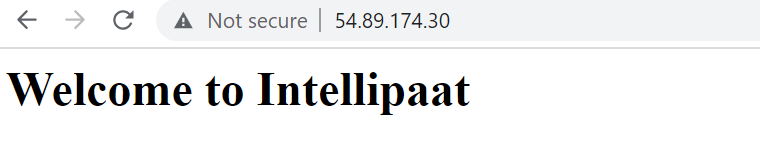 Not secure 54.89.174.30
Welcome to Intellipaat